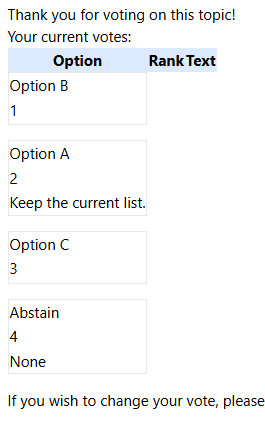 Thank you for voting on this topic!
Your current votes:
Option Rank Text
Option B
1
Option A
2
Keep the current list.
Option C
3
Abstain
4
None
If you wish to change your vote, please